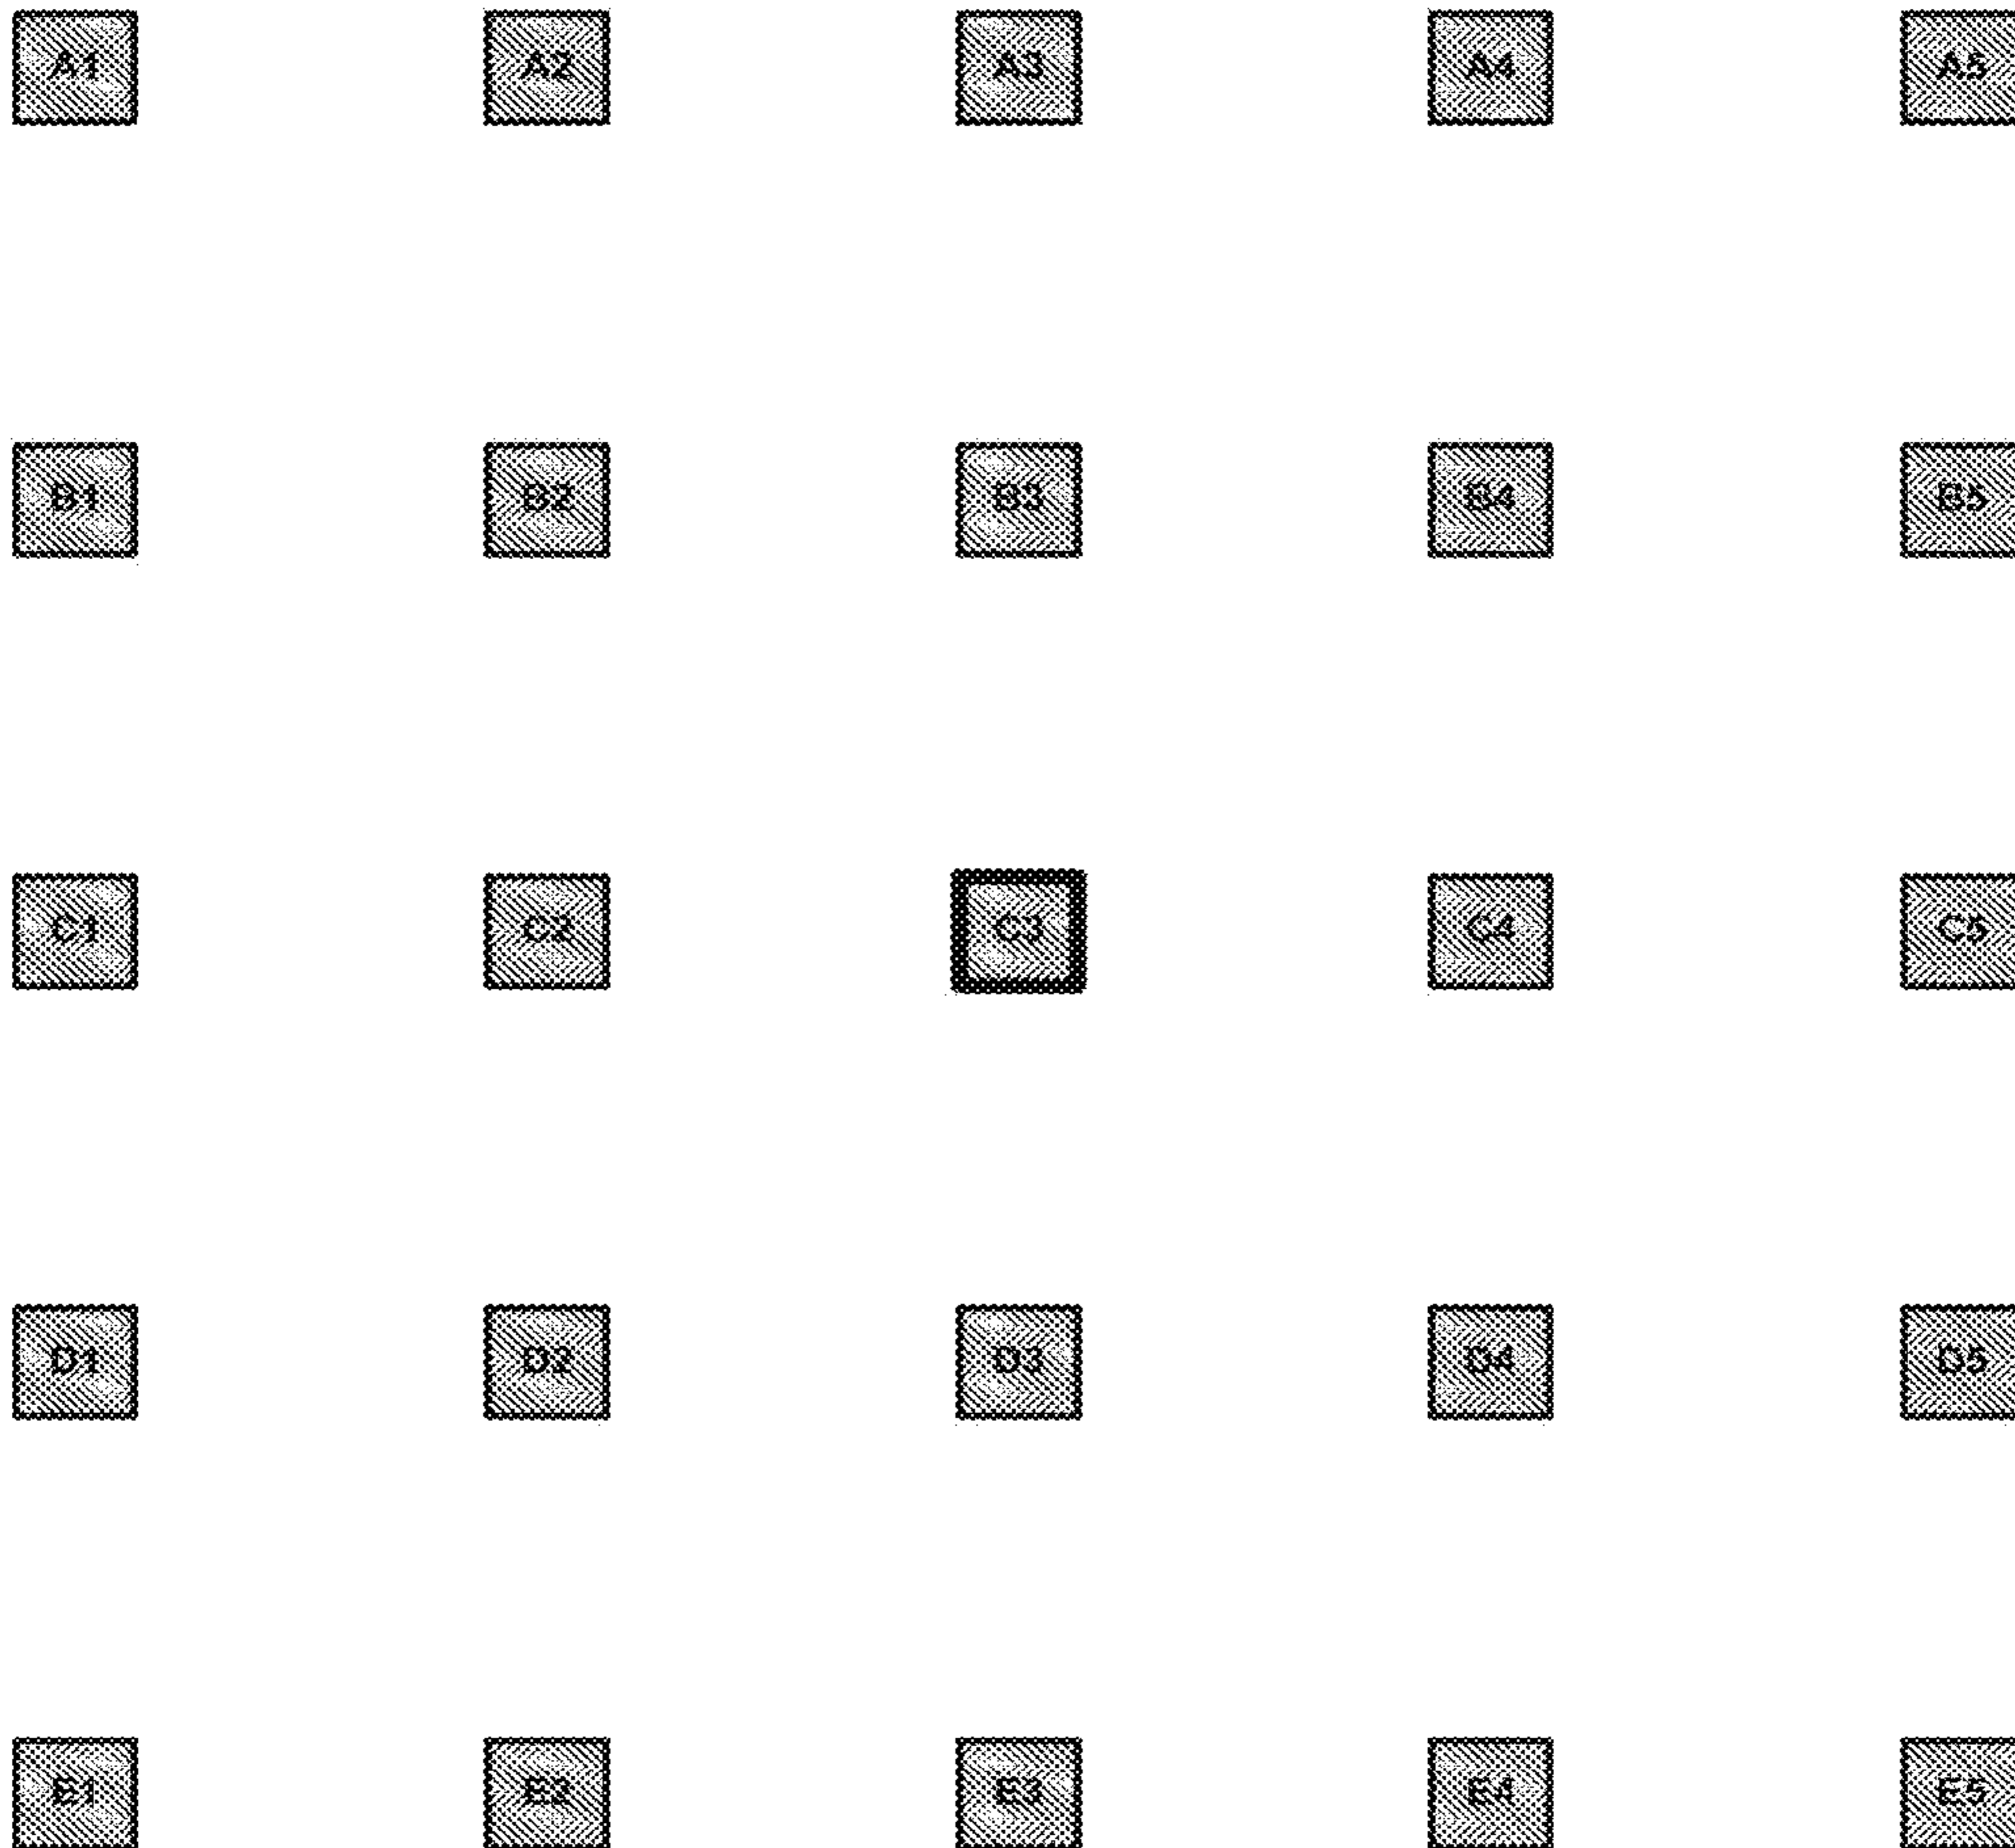 A1 A2 A3 A4 A5
B1 B2 B3 B4 B5
C1 C2 C3 C4 C5
D1 D2 D3 D4 D5
E1 E2 E3 E4 E5